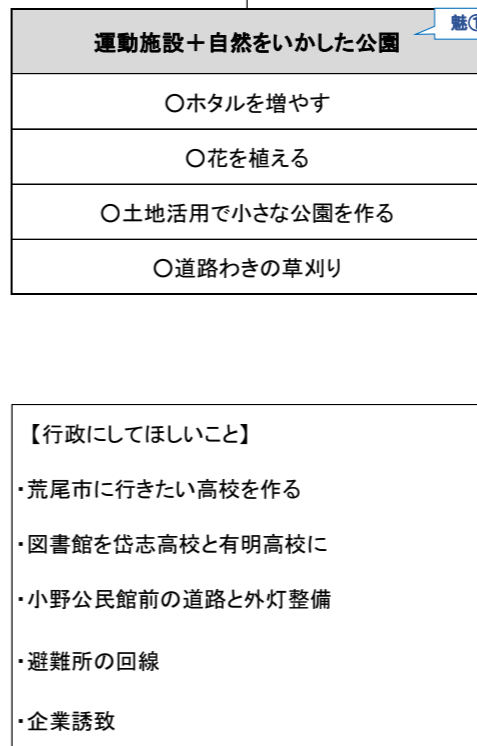 魅①
運動施設＋自然をいかした公園
〇ホタルを増やす
〇花を植える
〇土地活用で小さな公園を作る
〇道路わきの草刈り
【行政にしてほしいこと】
・荒尾市に行きたい高校を作る
・図書館を岱志高校と有明高校に
・小野公民館前の道路と外灯整備
・避難所の回線
・企業誘致